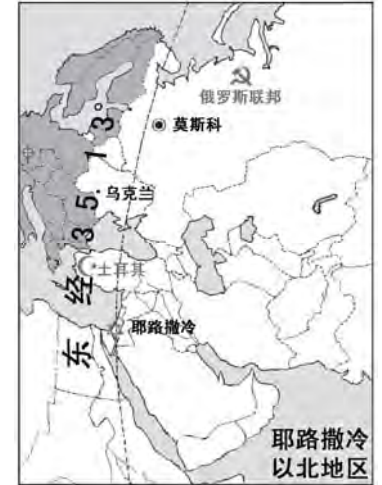 俄罗斯联邦
莫斯科
乌克兰
土耳其
耶路撒冷
东经 3 5 1 3
耶路撒冷
以北地区